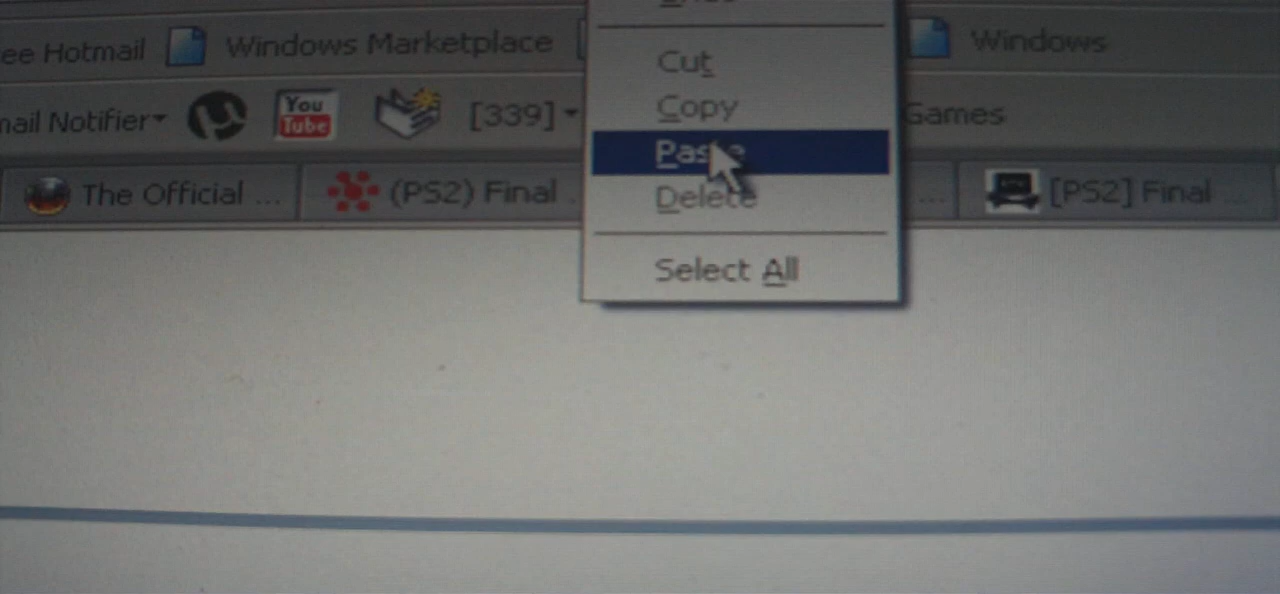 ee Hotmail Windows Marketplace Windows
Cut
mail Notifier [339] Games
You
Tube
Copy
Paste
The Official ... (PS2) Final ... [PS2] Final ...
Delete
Select All